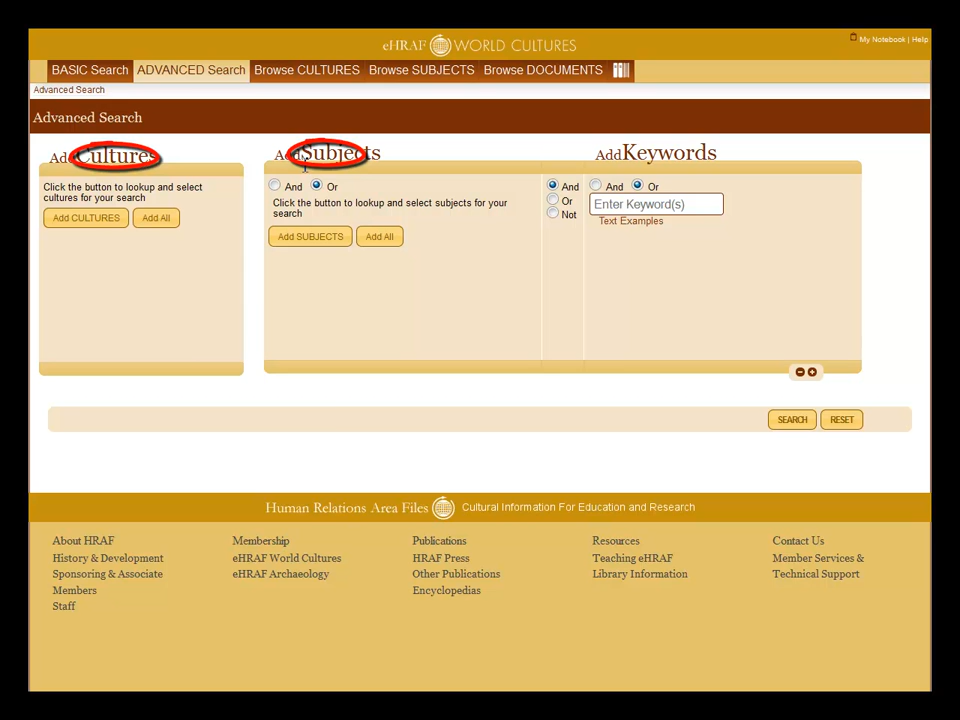 eHRAF WORLD CULTURES
My Notebook | Help
BASIC Search ADVANCED Search Browse CULTURES Browse SUBJECTS Browse DOCUMENTS
Advanced Search
Advanced Search
Add Cultures
Click the button to lookup and select
cultures for your search
Add CULTURES Add All
Add Subjects
And Or
Click the button to lookup and select subjects for your
search
Add SUBJECTS Add All
And
Or
Not
Add Keywords
And Or
Enter Keyword(s)
Text Examples
SEARCH RESET
Human Relations Area Files Cultural Information For Education and Research
About HRAF
History & Development
Sponsoring & Associate
Members
Staff
Membership
eHRAF World Cultures
eHRAF Archaeology
Publications
HRAF Press
Other Publications
Encyclopedias
Resources
Teaching eHRAF
Library Information
Contact Us
Member Services &
Technical Support